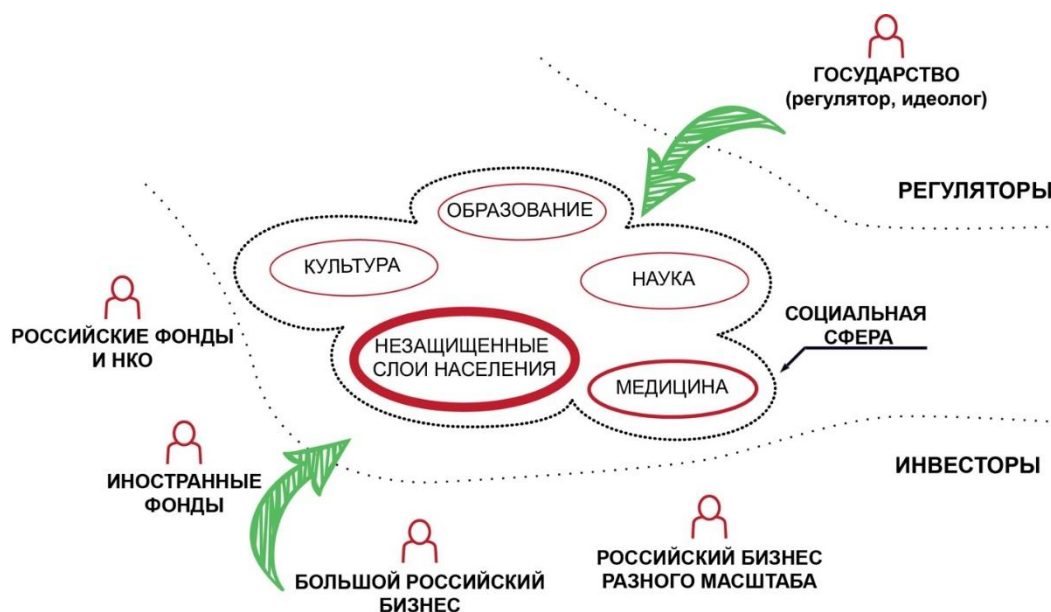 ГОСУДАРСТВО
(регулятор, идеолог)
РЕГУЛЯТОРЫ
ОБРАЗОВАНИЕ
КУЛЬТУРА
НАУКА
РОССИЙСКИЕ ФОНДЫ
И НКО
СОЦИАЛЬНАЯ
СФЕРА
НЕЗАЩИЩЕННЫЕ
СЛОИ НАСЕЛЕНИЯ
МЕДИЦИНА
ИНОСТРАННЫЕ
ФОНДЫ
ИНВЕСТОРЫ
БОЛЬШОЙ РОССИЙСКИЙ
БИЗНЕС
РОССИЙСКИЙ БИЗНЕС
РАЗНОГО МАСШТАБА